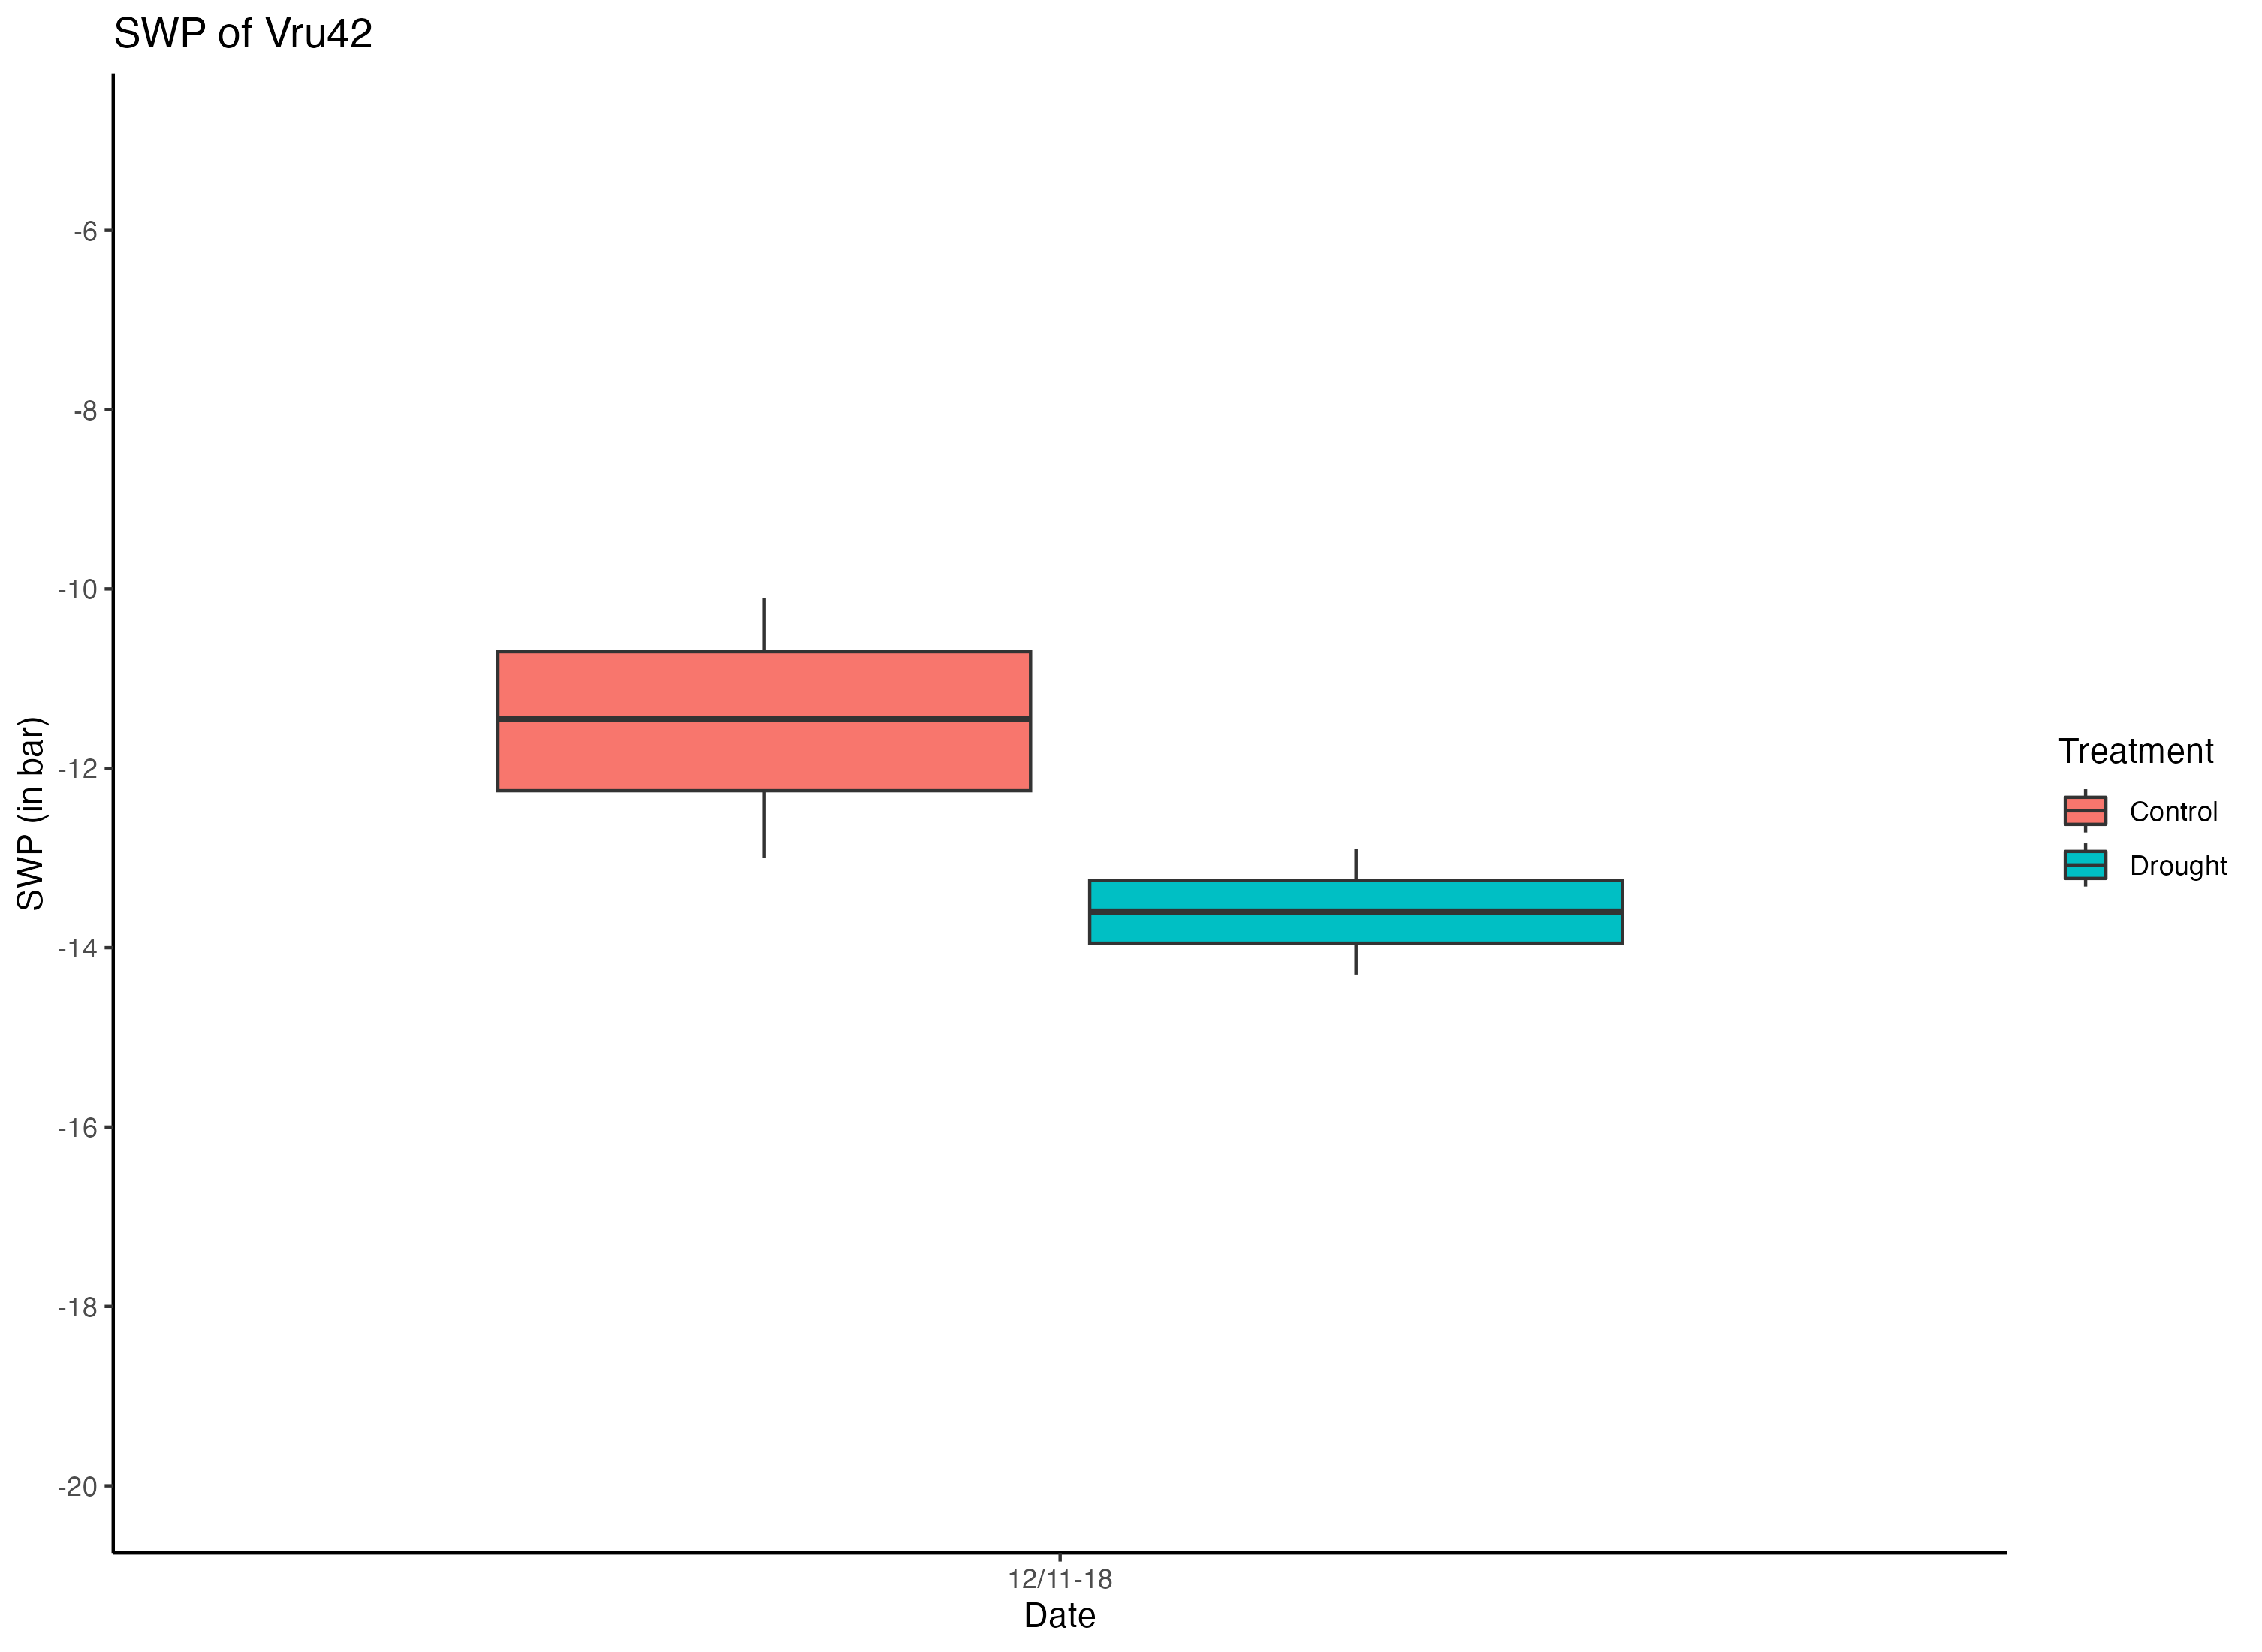 SWP of Vru42
SWP (in bar)
-6
-8
-10
-12
-14
-16
-18
-20
12/11-18
Date
Treatment
Control
Drought